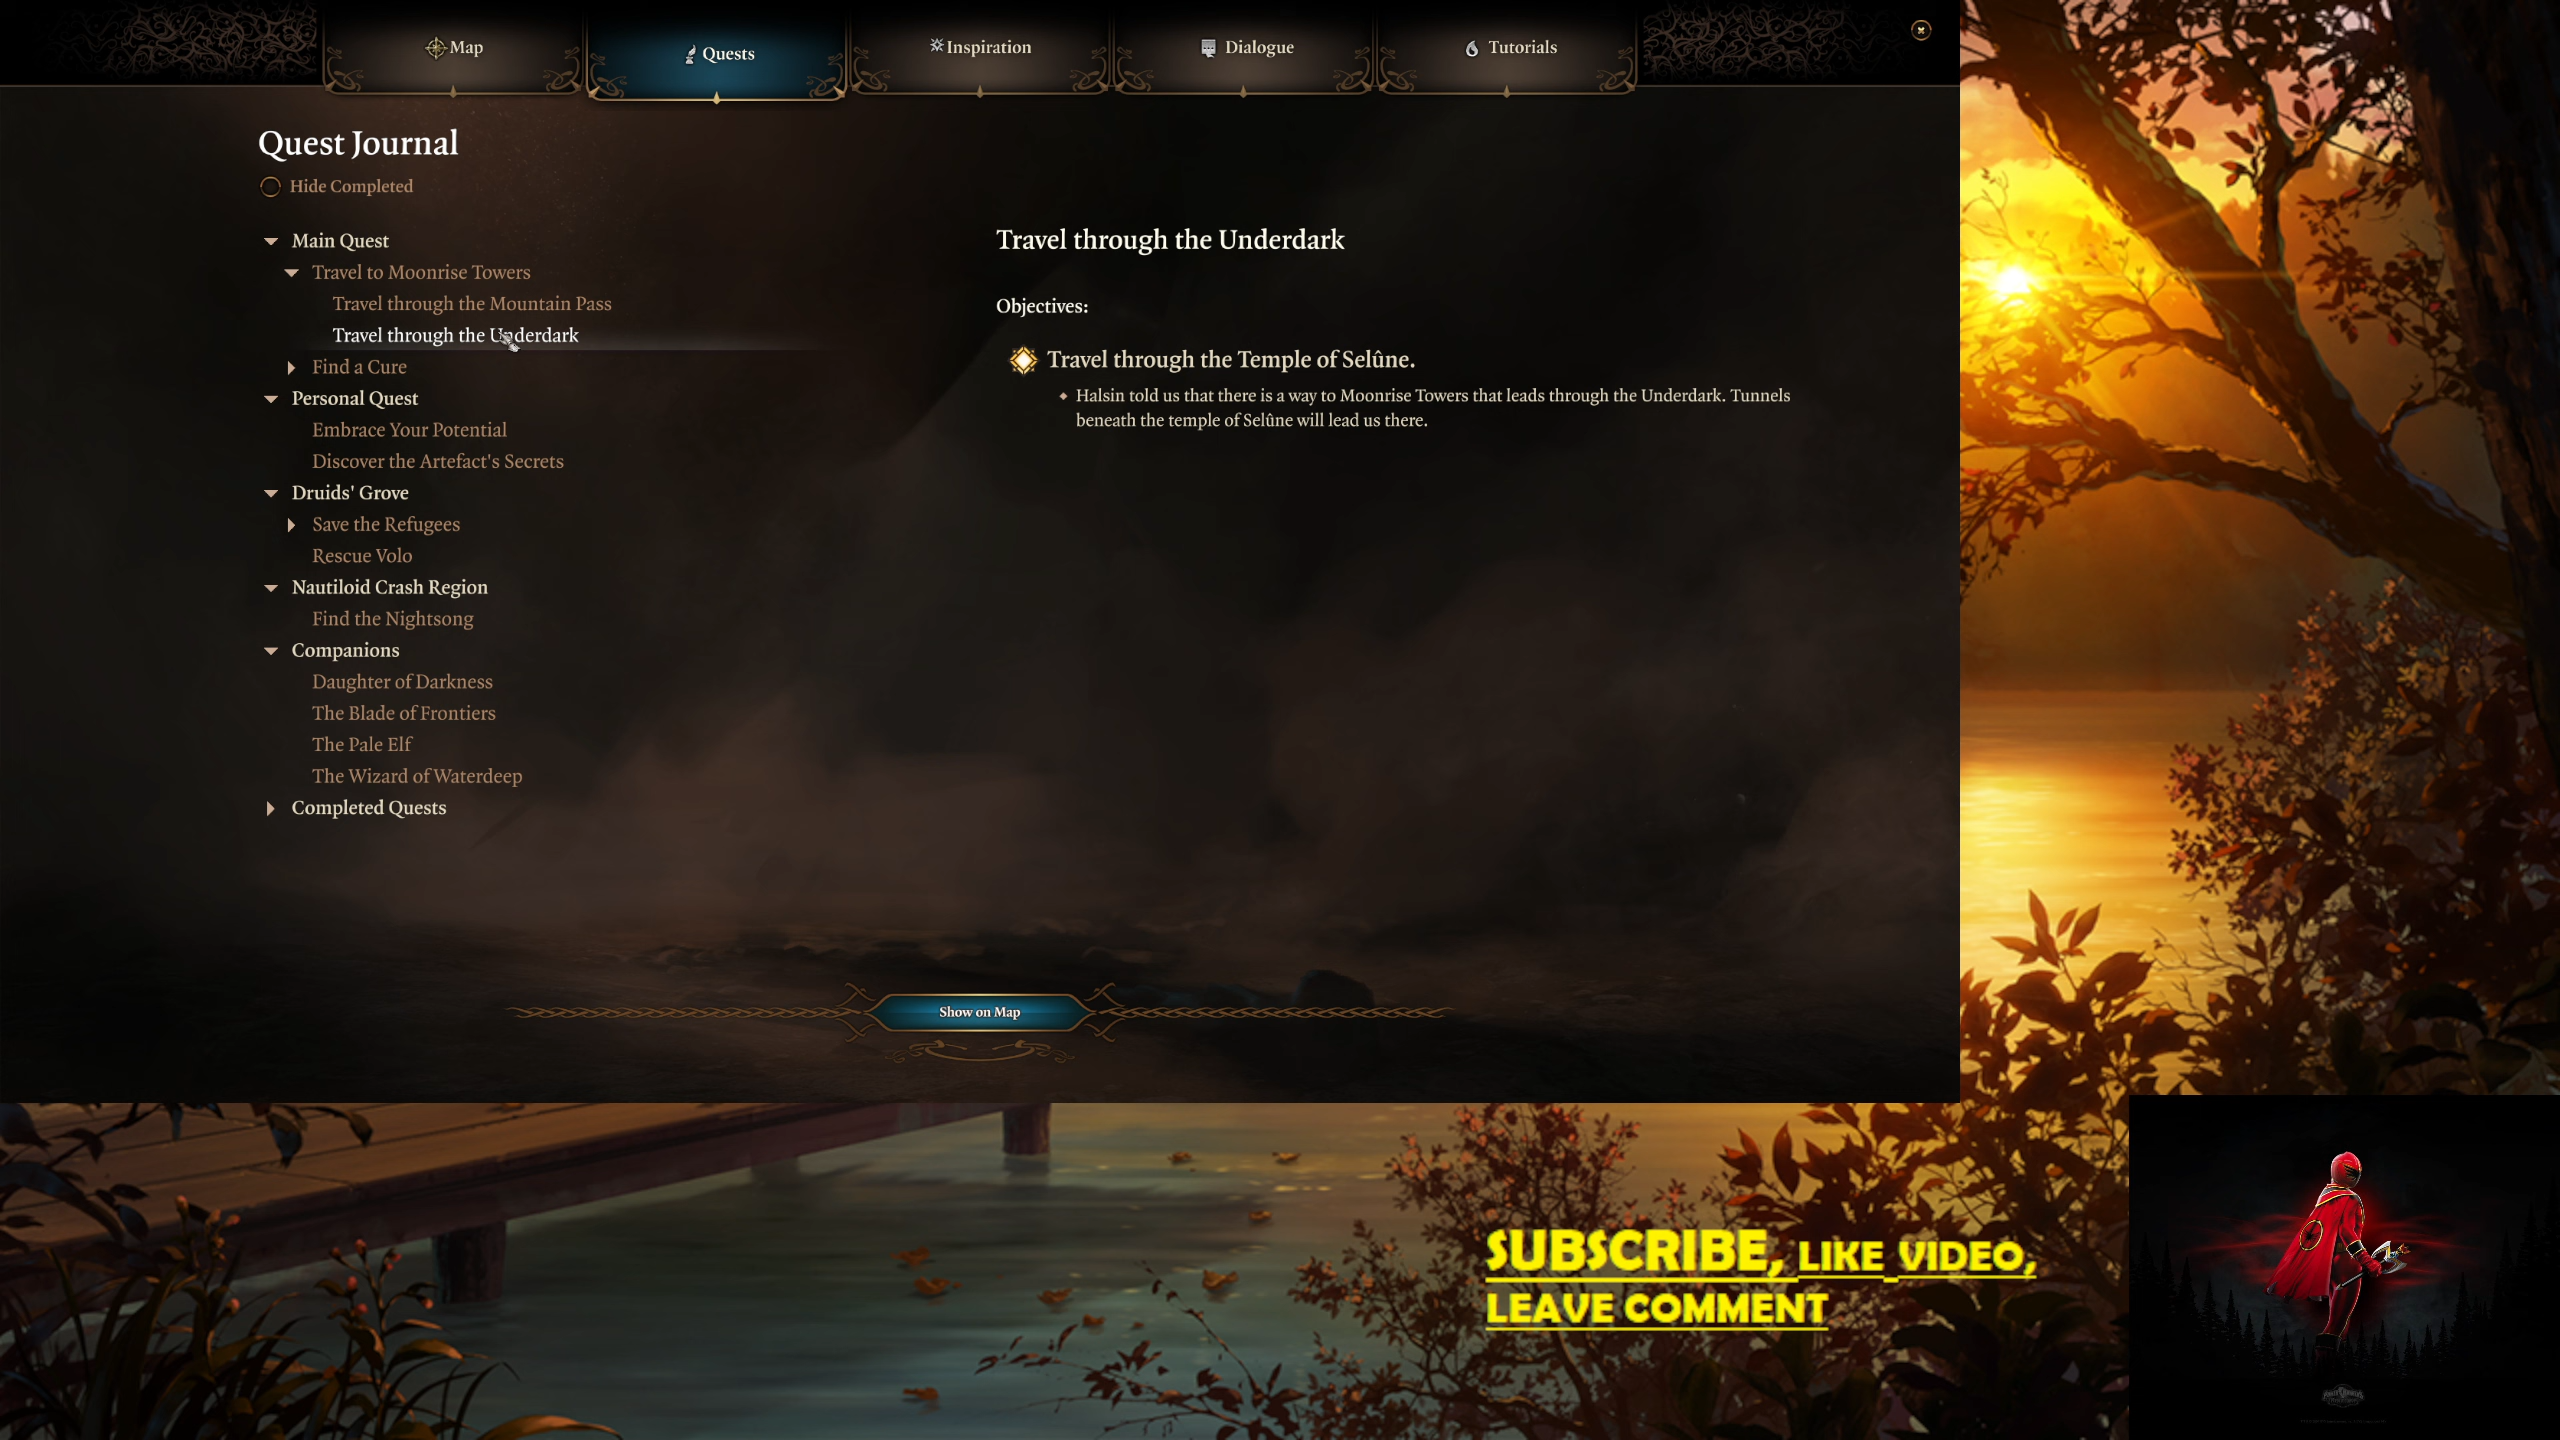 Map
Quests
Inspiration
Dialogue
Tutorials
Quest Journal
Hide Completed
Main Quest
Travel to Moonrise Towers
Travel through the Mountain Pass
Travel through the Underdark
Find a Cure
Personal Quest
Embrace Your Potential
Discover the Artefact's Secrets
Druids' Grove
Save the Refugees
Rescue Volo
Nautiloid Crash Region
Find the Nightsong
Companions
Daughter of Darkness
The Blade of Frontiers
The Pale Elf
The Wizard of Waterdeep
Completed Quests
Travel through the Underdark
Objectives:
Travel through the Temple of Selûne.
Halsin told us that there is a way to Moonrise Towers that leads through the Underdark. Tunnels
beneath the temple of Selûne will lead us there.
Show on Map
SUBSCRIBE, LIKE VIDEO,
LEAVE COMMENT